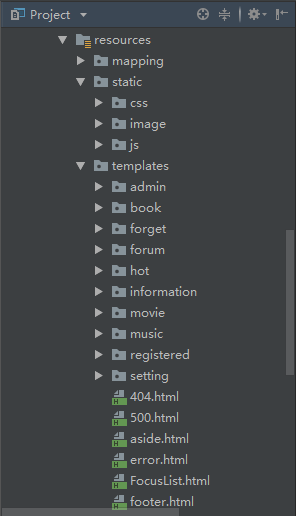 Project
resources
mapping
static
css
image
js
templates
admin
book
forget
forum
hot
information
movie
music
registered
setting
404.html
500.html
aside.html
error.html
FocusList.html
footer.html